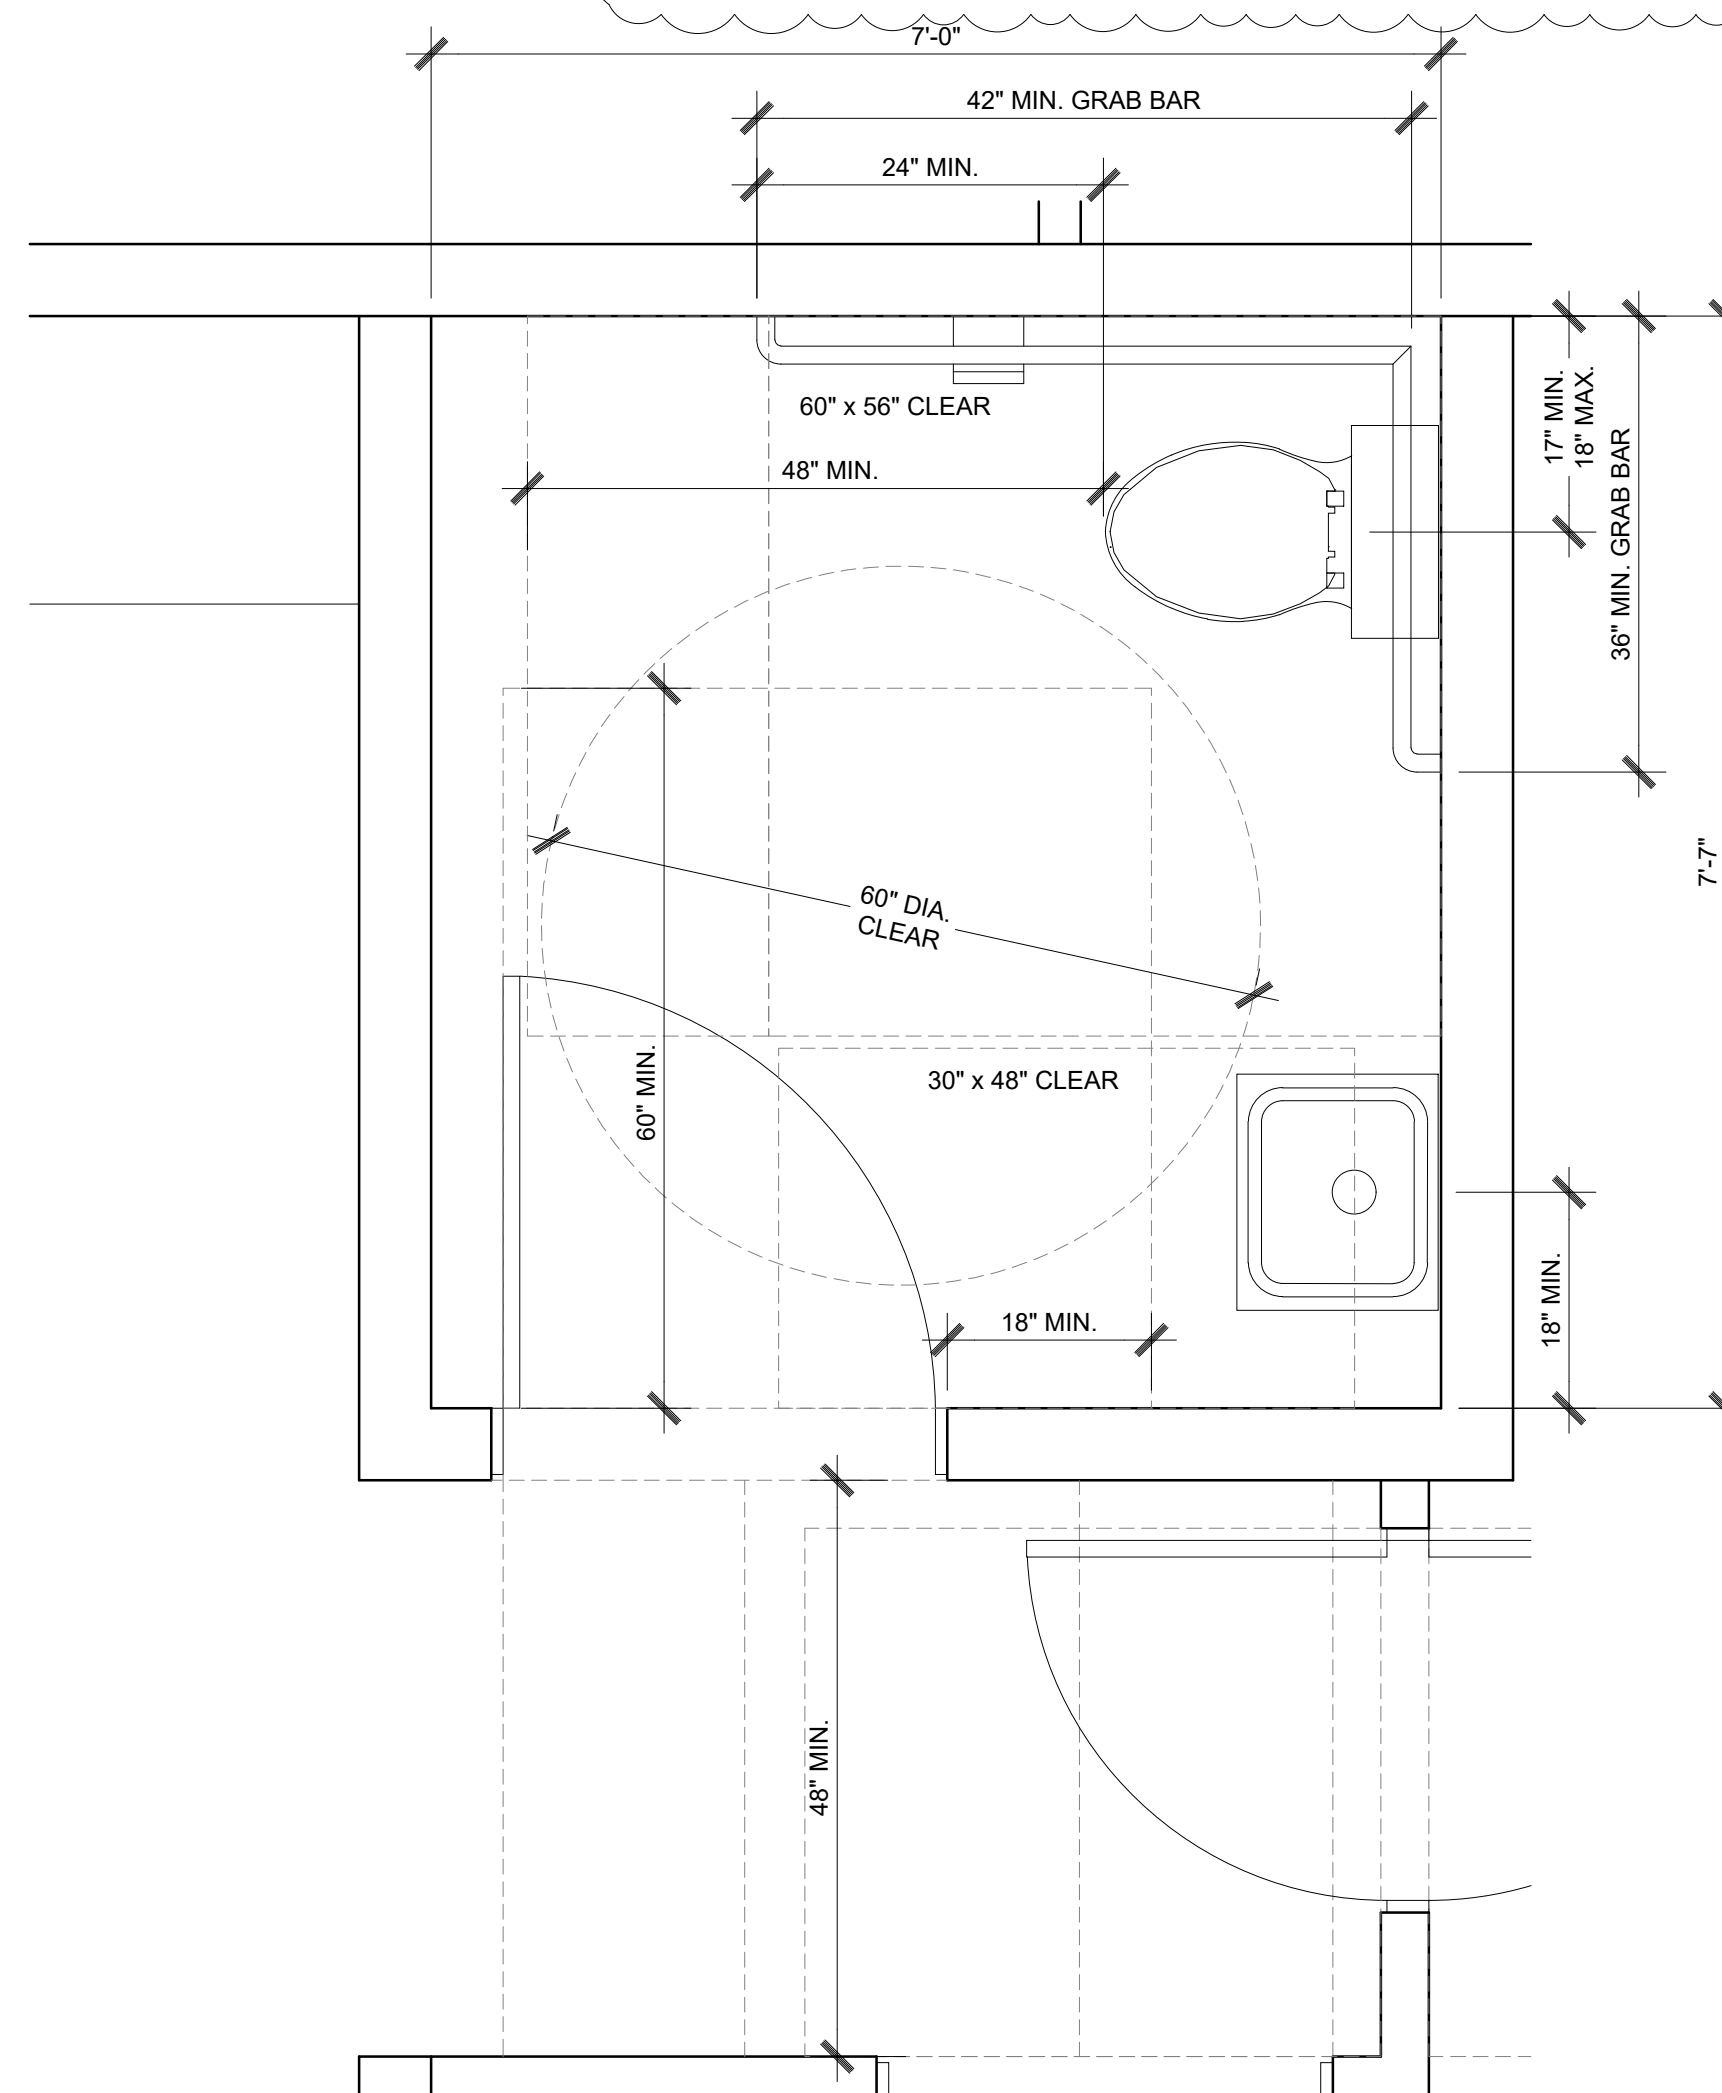 7'-0"
42" MIN. GRAB BAR
24" MIN.
60" x 56" CLEAR
48" MIN.
17" MIN.
18" MAX.
36" MIN. GRAB BAR
7'-7"
60" DIA.
CLEAR
60" MIN.
30" x 48" CLEAR
18" MIN.
18" MIN.
48" MIN.